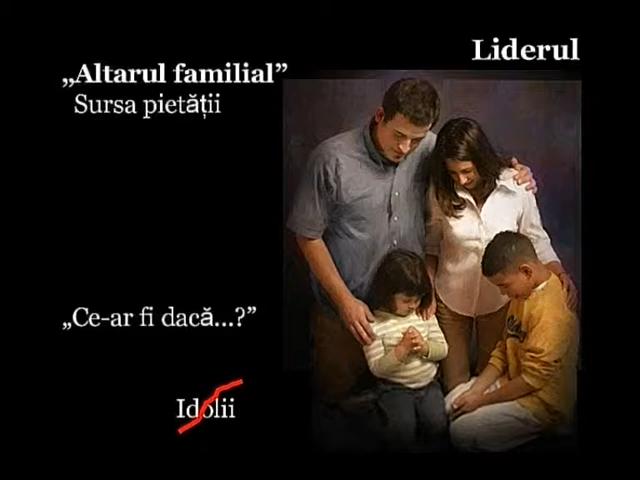 Liderul
„Altarul familial”
Sursa pietății
„Ce-ar fi dacă...?”
Idolii